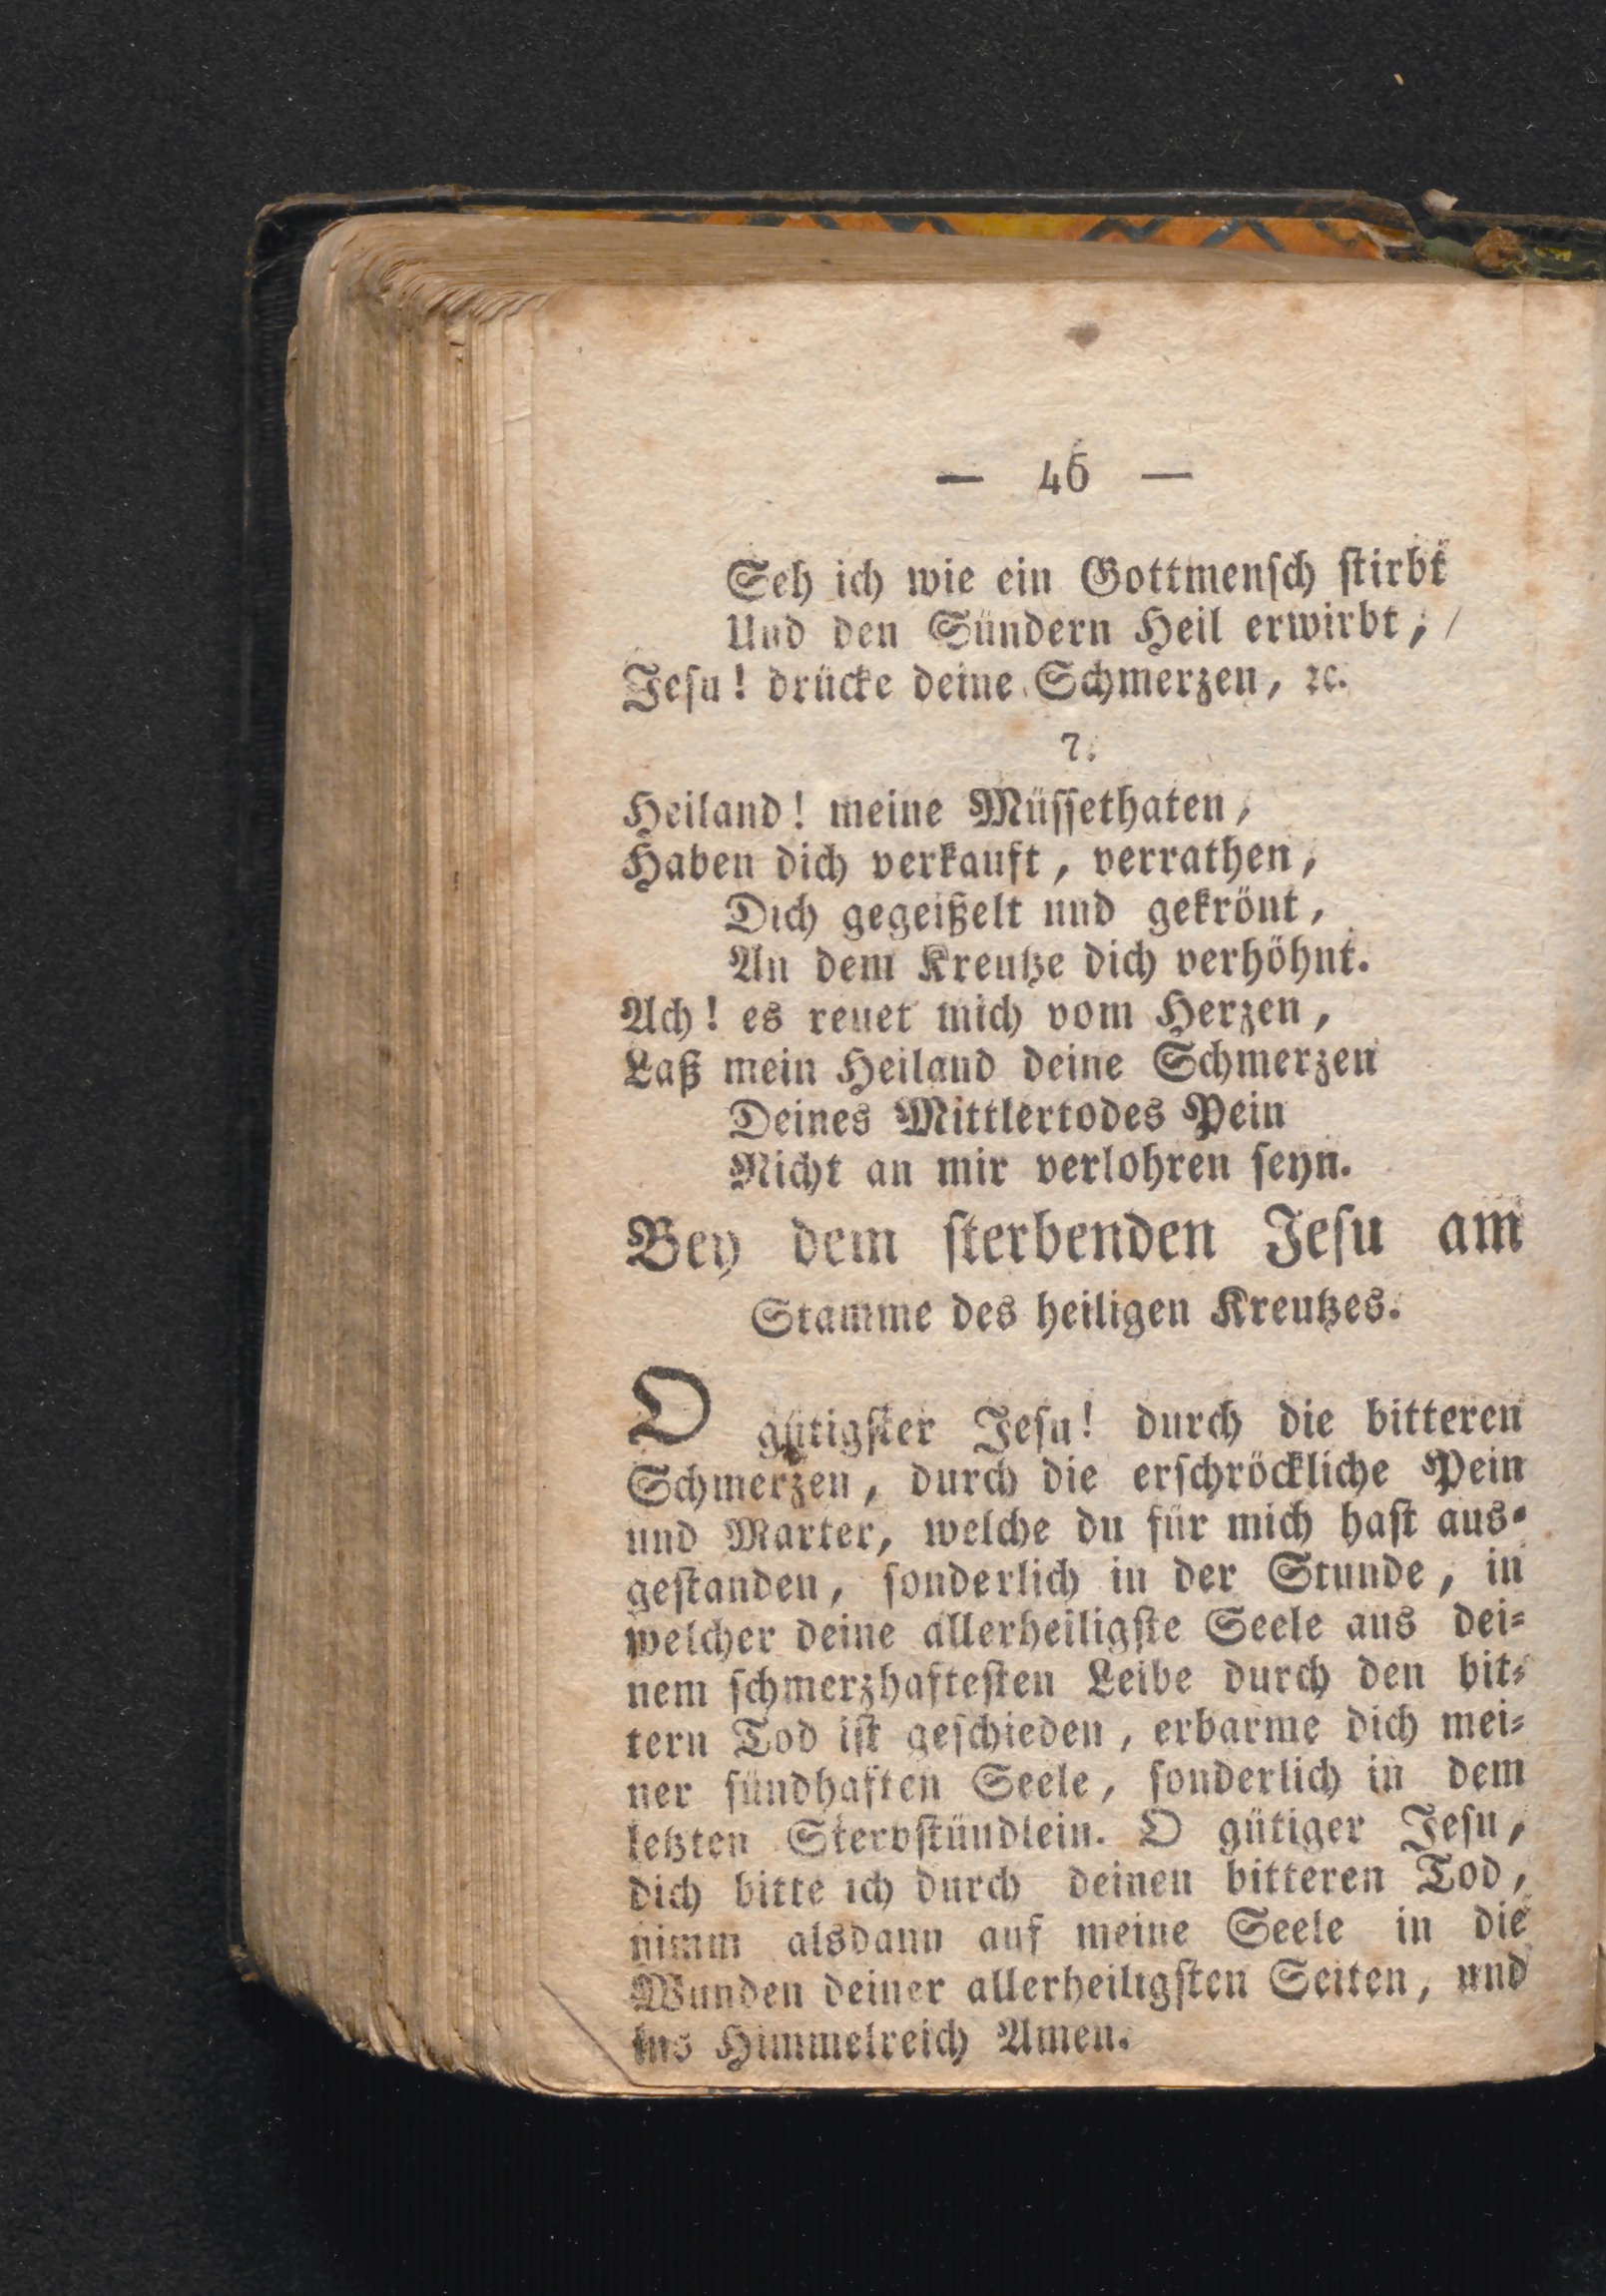 — 46 —
Seh ich wie ein Gottmensch stirbt
Und den Sündern Heil erwirbt,
Jesu! drücke deine Schmerzen, ꝛc.
7.
Heiland! meine Müssethaten,
Haben dich verkauft, verrathen,
Dich gegeißelt und gekrönt,
An dem Kreutze dich verhöhnt.
Ach! es reuet mich vom Herzen,
Laß mein Heiland deine Schmerzen
Deines Mittlertodes Pein
Nicht an mir verlohren seyn.
Bey dem sterbenden Jesu am
Stamme des heiligen Kreutzes.
O gütigster Jesu! durch die bitteren
Schmerzen, durch die erschröckliche Pein
und Marter, welche du für mich hast aus-
gestanden, sonderlich in der Stunde, in
welcher deine allerheiligste Seele aus dei-
nem schmerzhaftesten Leibe durch den bit-
tern Tod ist geschieden, erbarme dich mei-
ner sündhaften Seele, sonderlich in dem
letzten Sterbstündlein. O gütiger Jesu,
dich bitte ich durch deinen bitteren Tod,
nimm alsdann auf meine Seele in die
Wunden deiner allerheiligsten Seiten, und
ins Himmelreich Amen.